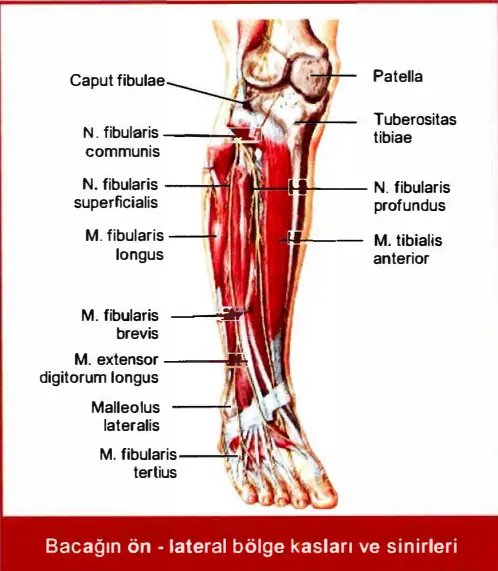 Caput fibulae
N. fibularis
communis
N. fibularis
superficialis
M. fibularis
longus
M. fibularis
brevis
M. extensor
digitorum longus
Malleolus
lateralis
M. fibularis
tertius
Patella
Tuberositas
tibiae
N. fibularis
profundus
M. tibialis
anterior
Bacağın ön - lateral bölge kasları ve sinirleri